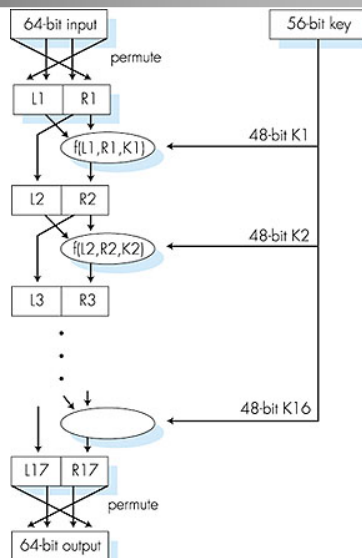 64-bit input
56-bit key
permute
L1 R1
48-bit K1
f(L1,R1,K1)
L2 R2
48-bit K2
f(L2,R2,K2)
L3 R3
48-bit K16
L17 R17
permute
64-bit output